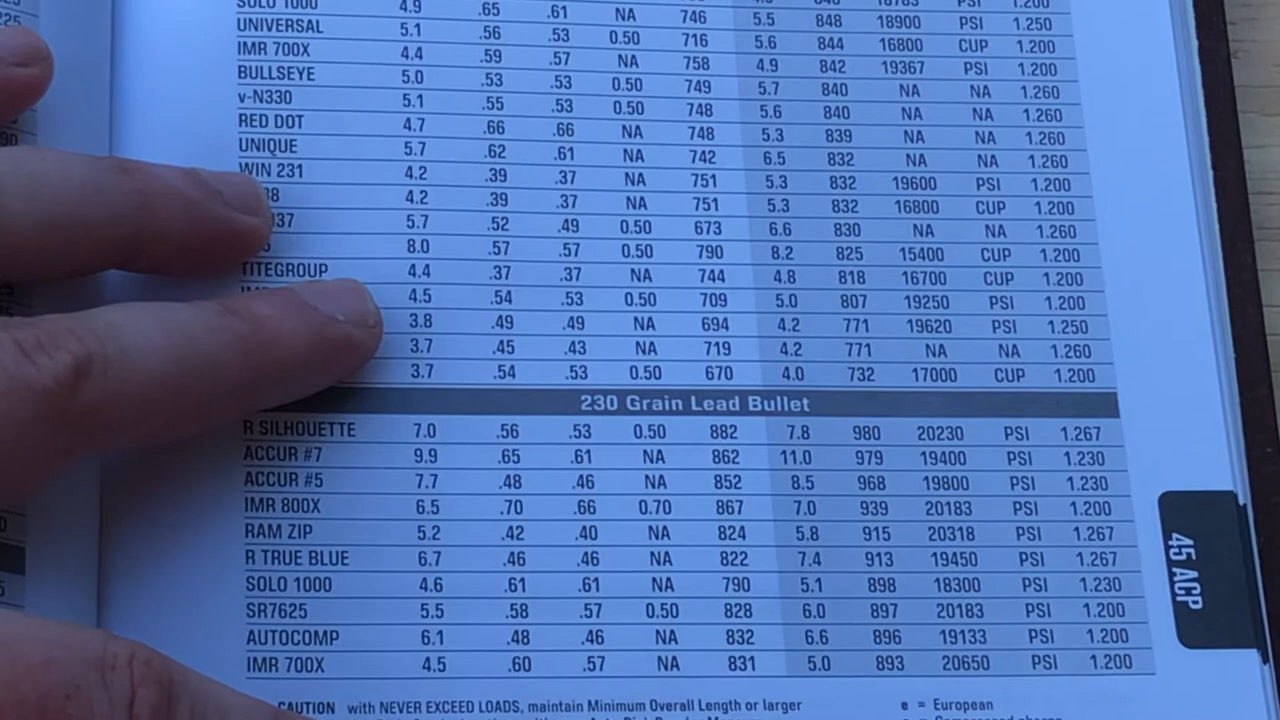 SOLO 1000 4.9 .65 .61 NA 746 PSI 1.200
UNIVERSAL 5.1 .56 .53 0.50 716 5.5 848 18900 PSI 1.250
IMR 700X 4.4 .59 .57 NA 758 5.6 844 16800 CUP 1.200
BULLSEYE 5.0 .53 .53 0.50 749 4.9 842 19367 PSI 1.200
v-N330 5.1 .55 .53 0.50 748 5.7 840 NA NA 1.260
RED DOT 4.7 .66 .66 NA 748 5.6 840 NA NA 1.260
UNIQUE 5.7 .62 .61 NA 742 5.3 839 NA NA 1.260
WIN 231 4.2 .39 .37 NA 751 6.5 832 NA NA 1.260
4.2 .39 .37 NA 751 5.3 832 19600 PSI 1.200
5.7 .52 .49 0.50 673 5.3 832 16800 CUP 1.200
8.0 .57 .57 0.50 790 6.6 830 NA NA 1.260
TITEGROUP 4.4 .37 .37 NA 744 8.2 825 15400 CUP 1.200
4.5 .54 .53 0.50 709 4.8 818 16700 CUP 1.200
3.8 .49 .49 NA 694 5.0 807 19250 PSI 1.200
3.7 .45 .43 NA 719 4.2 771 19620 PSI 1.250
3.7 .54 .53 0.50 670 4.2 771 NA NA 1.260
4.0 732 17000 CUP 1.200
230 Grain Lead Bullet
R SILHOUETTE 7.0 .56 .53 0.50 882 7.8 980 20230 PSI 1.267
ACCUR #7 9.9 .65 .61 NA 862 11.0 979 19400 PSI 1.230
ACCUR #5 7.7 .48 .46 NA 852 8.5 968 19800 PSI 1.230
IMR 800X 6.5 .70 .66 0.70 867 7.0 939 20183 PSI 1.200
RAM ZIP 5.2 .42 .40 NA 824 5.8 915 20318 PSI 1.267
R TRUE BLUE 6.7 .46 .46 NA 822 7.4 913 19450 PSI 1.267
SOLO 1000 4.6 .61 .61 NA 790 5.1 898 18300 PSI 1.230
SR7625 5.5 .58 .57 0.50 828 6.0 897 20183 PSI 1.200
AUTOCOMP 6.1 .48 .46 NA 832 6.6 896 19133 PSI 1.200
IMR 700X 4.5 .60 .57 NA 831 5.0 893 20650 PSI 1.200
CAUTION with NEVER EXCEED LOADS, maintain Minimum Overall Length or larger
e = European
45 ACP